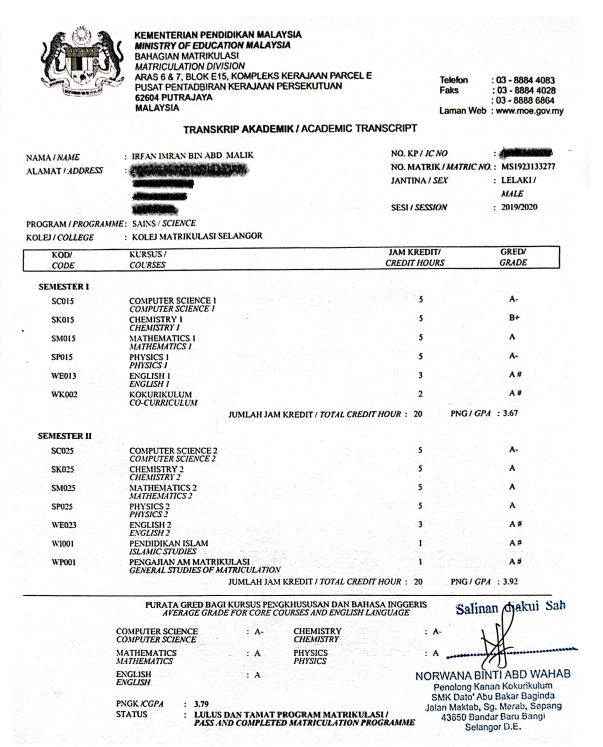 KEMENTERIAN PENDIDIKAN MALAYSIA
MINISTRY OF EDUCATION MALAYSIA
BAHAGIAN MATRIKULASI
MATRICULATION DIVISION
ARAS 6 & 7, BLOK E15, KOMPLEKS KERAJAAN PARCEL E
PUSAT PENTADBIRAN KERAJAAN PERSEKUTUAN
62604 PUTRAJAYA
MALAYSIA
Telefon : 03 - 8884 4083
Faks : 03 - 8884 4028
: 03 - 8888 6864
Laman Web : www.moe.gov.my
TRANSKRIP AKADEMIK / ACADEMIC TRANSCRIPT
NAMA / NAME : IRFAN IMRAN BIN ABD MALIK
ALAMAT / ADDRESS :
NO. KP / IC NO :
NO. MATRIK / MATRIC NO. : MS1923133277
JANTINA / SEX : LELAKI /
MALE
SESI / SESSION : 2019/2020
PROGRAM / PROGRAMME : SAINS / SCIENCE
KOLEJ / COLLEGE : KOLEJ MATRIKULASI SELANGOR
KOD/ KURSUS / JAM KREDIT/ GRED/
CODE COURSES CREDIT HOURS GRADE
SEMESTER I
SC015 COMPUTER SCIENCE 1 5 A-
COMPUTER SCIENCE 1
SK015 CHEMISTRY 1 5 B+
CHEMISTRY 1
SM015 MATHEMATICS 1 5 A
MATHEMATICS 1
SP015 PHYSICS 1 5 A-
PHYSICS 1
WE013 ENGLISH 1 3 A #
ENGLISH 1
WK002 KOKURIKULUM 2 A #
CO-CURRICULUM
JUMLAH JAM KREDIT / TOTAL CREDIT HOUR : 20 PNG / GPA : 3.67
SEMESTER II
SC025 COMPUTER SCIENCE 2 5 A-
COMPUTER SCIENCE 2
SK025 CHEMISTRY 2 5 A
CHEMISTRY 2
SM025 MATHEMATICS 2 5 A
MATHEMATICS 2
SP025 PHYSICS 2 5 A
PHYSICS 2
WE023 ENGLISH 2 3 A #
ENGLISH 2
WI001 PENDIDIKAN ISLAM 1 A #
ISLAMIC STUDIES
WP001 PENGAJIAN AM MATRIKULASI 1 A #
GENERAL STUDIES OF MATRICULATION
JUMLAH JAM KREDIT / TOTAL CREDIT HOUR : 20 PNG / GPA : 3.92
PURATA GRED BAGI KURSUS PENGKHUSUSAN DAN BAHASA INGGERIS
AVERAGE GRADE FOR CORE COURSES AND ENGLISH LANGUAGE
COMPUTER SCIENCE : A- CHEMISTRY : A-
COMPUTER SCIENCE CHEMISTRY
MATHEMATICS : A PHYSICS : A
MATHEMATICS PHYSICS
ENGLISH : A
ENGLISH
PNGK /CGPA : 3.79
STATUS : LULUS DAN TAMAT PROGRAM MATRIKULASI /
PASS AND COMPLETED MATRICULATION PROGRAMME
Salinan diakui Sah
NORWANA BINTI ABD WAHAB
Penolong Kanan Kokurikulum
SMK Dato' Abu Bakar Baginda
Jalan Maktab, Sg. Merab, Sepang
43650 Bandar Baru Bangi
Selangor D.E.